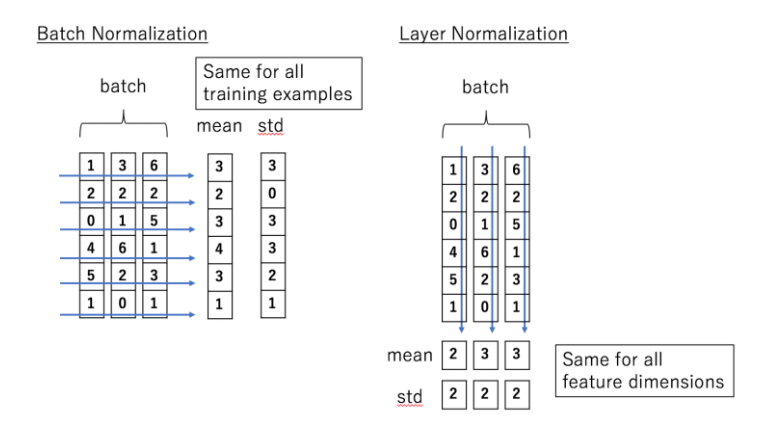 Batch Normalization
batch
Same for all
training examples
mean std
1 3 6 3 3
2 2 2 2 0
0 1 5 3 3
4 6 1 4 3
5 2 3 3 2
1 0 1 1 1
Layer Normalization
batch
1 3 6
2 2 2
0 1 5
4 6 1
5 2 3
1 0 1
mean 2 3 3
std 2 2 2
Same for all
feature dimensions